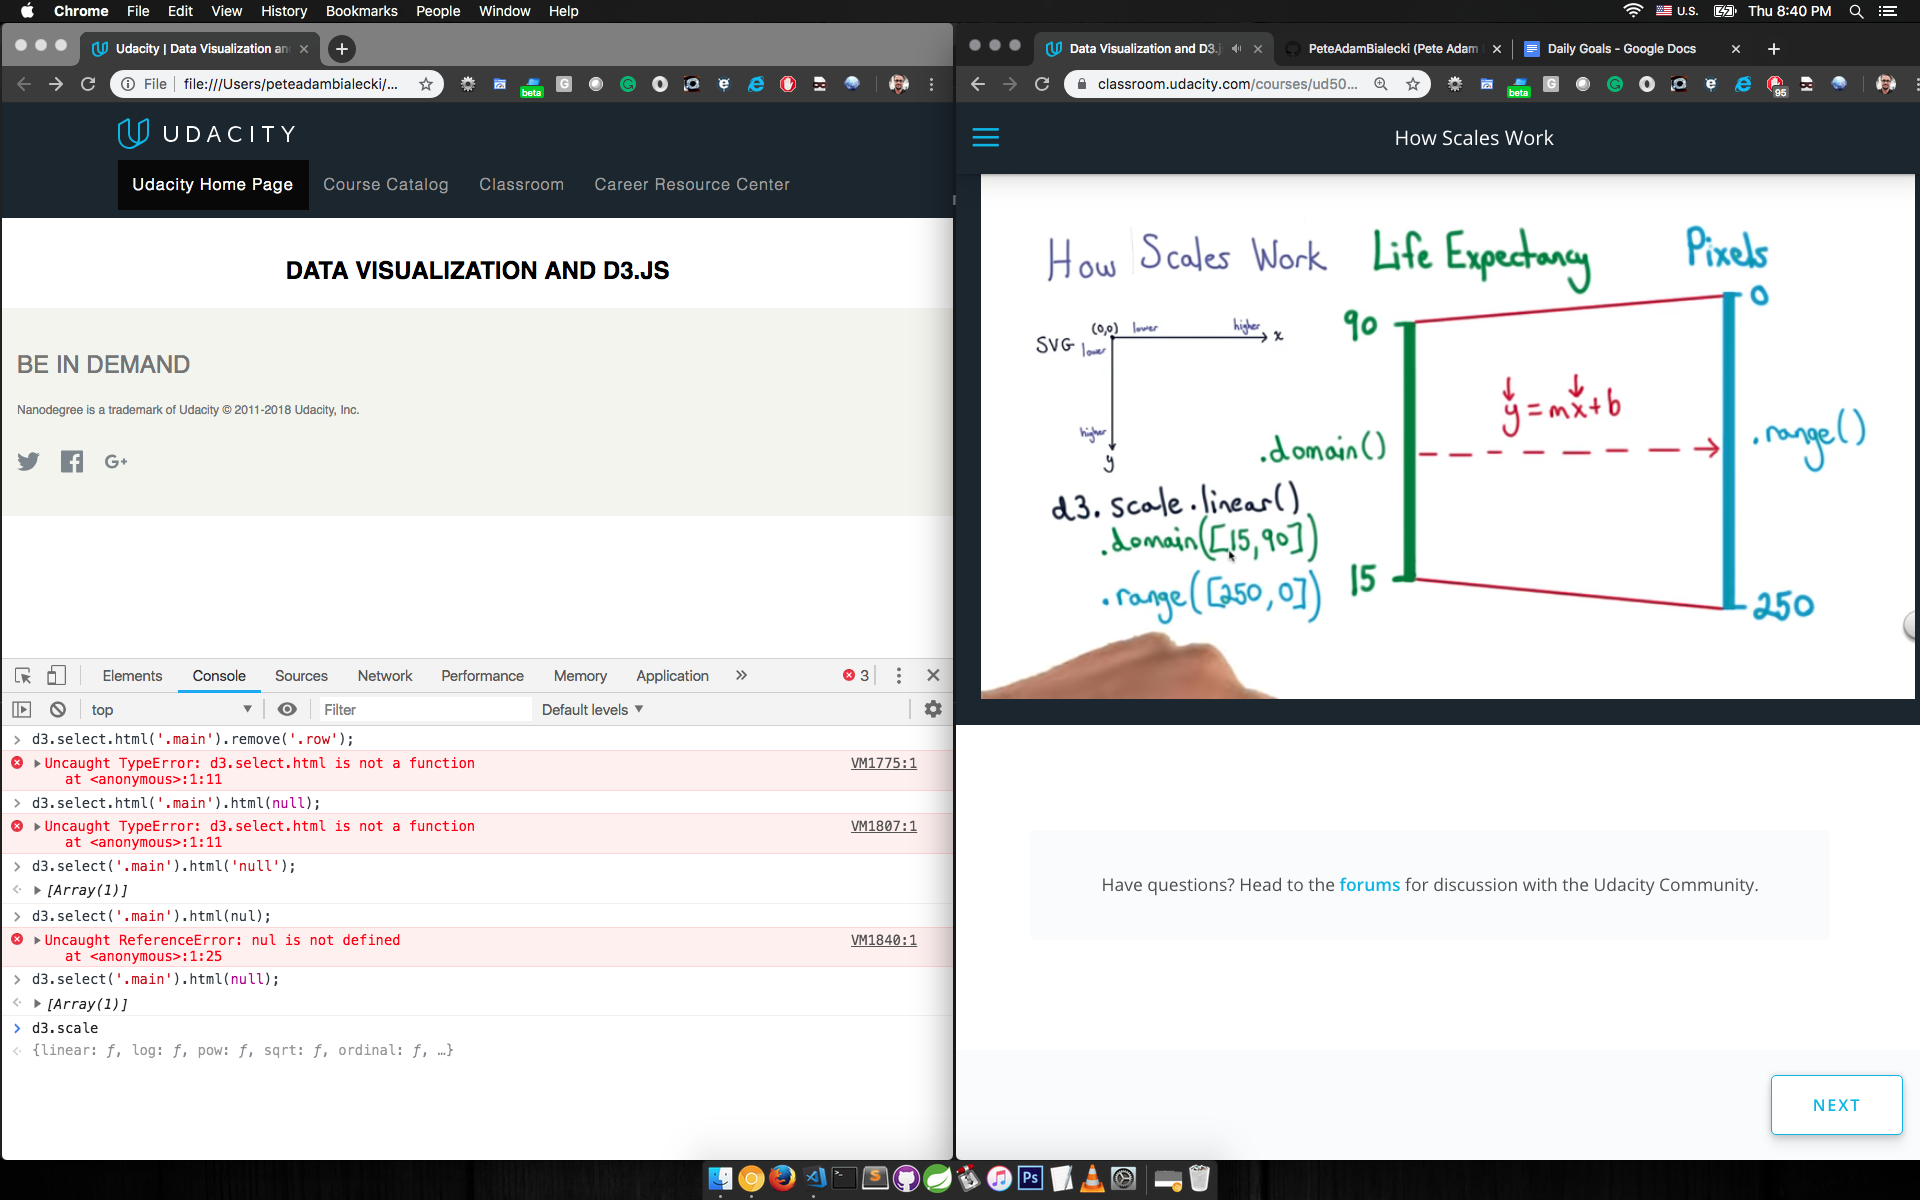 Chrome File Edit View History Bookmarks People Window Help
U.S. Thu 8:40 PM
Udacity | Data Visualization an
File file:///Users/peteadambialecki/...
beta
UDACITY
Udacity Home Page Course Catalog Classroom Career Resource Center
DATA VISUALIZATION AND D3.JS
BE IN DEMAND
Nanodegree is a trademark of Udacity © 2011-2018 Udacity, Inc.
G+
Elements Console Sources Network Performance Memory Application » 3
top Filter Default levels ▼
> d3.select.html('.main').remove('.row');
Uncaught TypeError: d3.select.html is not a function VM1775:1
at <anonymous>:1:11
> d3.select.html('.main').html(null);
Uncaught TypeError: d3.select.html is not a function VM1807:1
at <anonymous>:1:11
> d3.select('.main').html('null');
[Array(1)]
> d3.select('.main').html(nul);
Uncaught ReferenceError: nul is not defined VM1840:1
at <anonymous>:1:25
> d3.select('.main').html(null);
[Array(1)]
> d3.scale
{linear: ƒ, log: ƒ, pow: ƒ, sqrt: ƒ, ordinal: ƒ, …}
Data Visualization and D3.j PeteAdamBialecki (Pete Adam Daily Goals - Google Docs
classroom.udacity.com/courses/ud50...
beta 95
How Scales Work
How Scales Work Life Expectancy Pixels
0
(0,0) lower higher x
90
SVG lower
y = mx + b
higher
y
.domain() .range()
d3.scale.linear()
.domain([15,90])
.range([250,0])
15
250
Have questions? Head to the forums for discussion with the Udacity Community.
NEXT
Ps